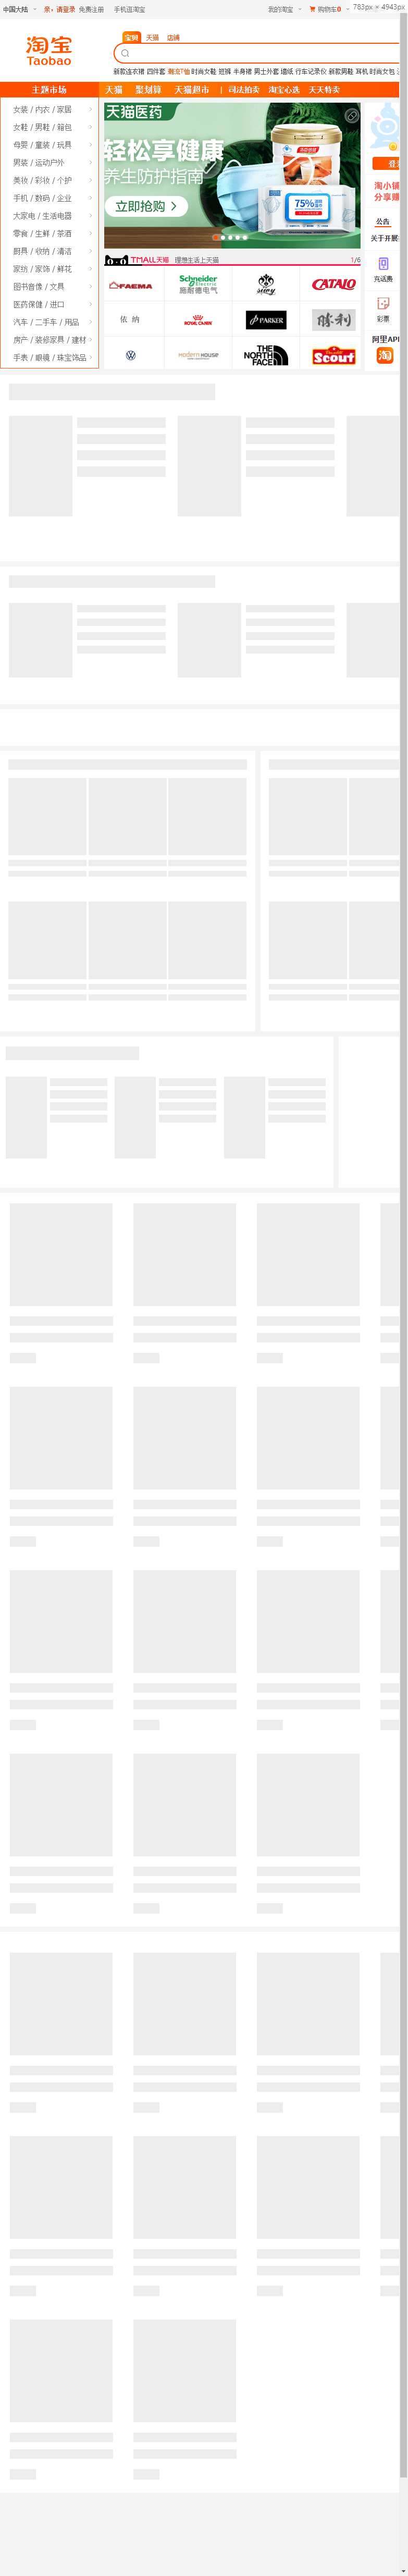 783px × 4943px
中国大陆 亲，请登录 免费注册 手机逛淘宝 我的淘宝 购物车0
淘宝
Taobao
宝贝 天猫 店铺
新款连衣裙 四件套 潮流T恤 时尚女鞋 短裤 半身裙 男士外套 墙纸 行车记录仪 新款男鞋 耳机 时尚女包
主题市场 天猫 聚划算 天猫超市 | 司法拍卖 淘宝心选 天天特卖
女装 / 内衣 / 家居
女鞋 / 男鞋 / 箱包
母婴 / 童装 / 玩具
男装 / 运动户外
美妆 / 彩妆 / 个护
手机 / 数码 / 企业
大家电 / 生活电器
零食 / 生鲜 / 茶酒
厨具 / 收纳 / 清洁
家纺 / 家饰 / 鲜花
图书音像 / 文具
医药保健 / 进口
汽车 / 二手车 / 用品
房产 / 装修家具 / 建材
手表 / 眼镜 / 珠宝饰品
天猫医药
轻松享健康
养生防护指南
立即抢购
75%
TMALL天猫 理想生活上天猫 1/6
FAEMA
Schneider
施耐德电气
CATALO
依纳
ROYAL CANIN
PARKER
胜利
modern HOUSE
THE NORTH FACE
Scout
淘小铺
分享赚
公告
关于开展
充话费
彩票
阿里API
淘